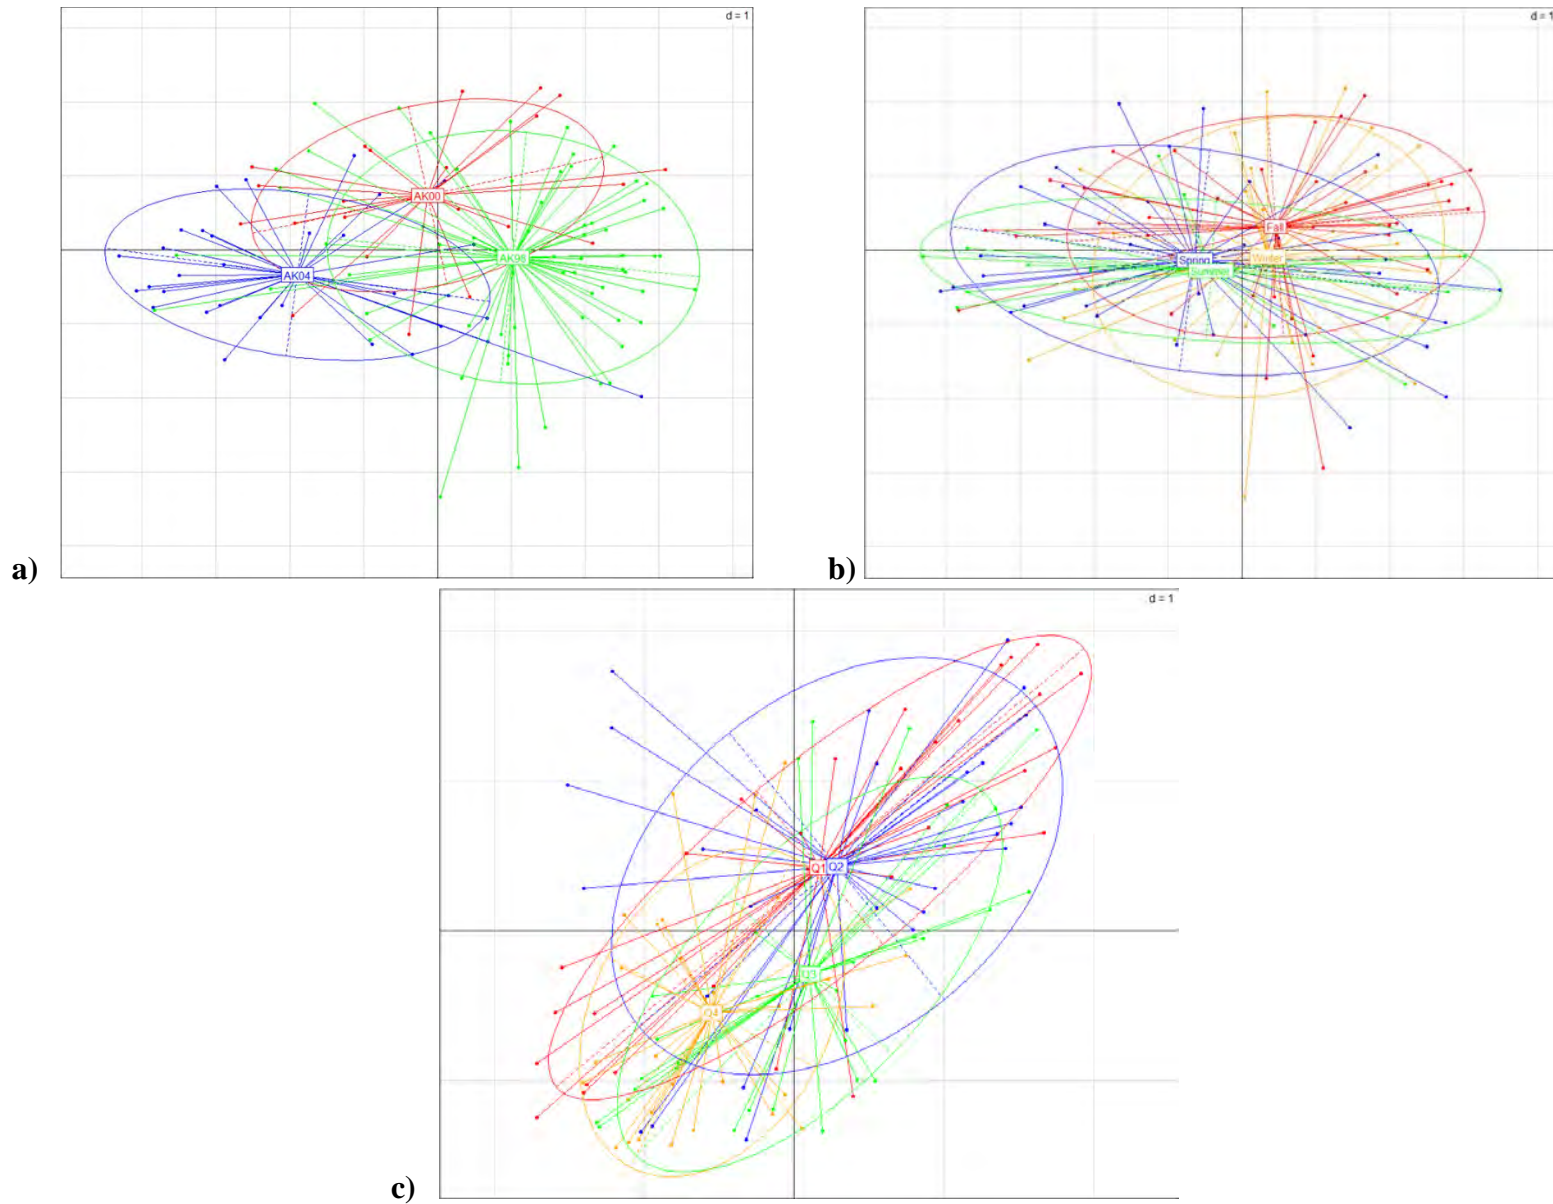 d = 1
AK00
AK98
AK04
a)
d = 1
Fall
Spring
Winter
Summer
b)
d = 1
Q1
Q2
Q3
Q4
c)